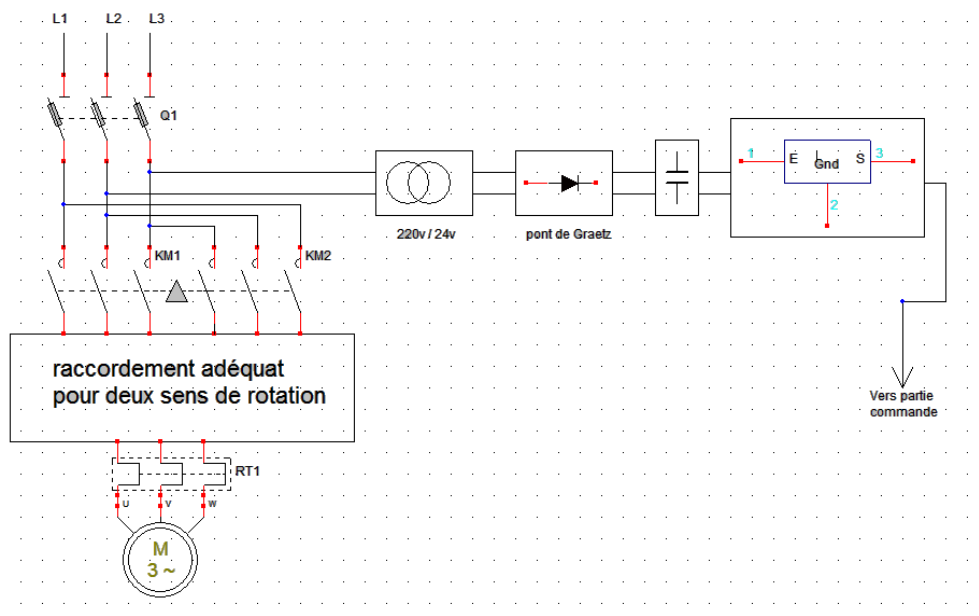 L1 L2 L3
Q1
1 E Gnd S 3
2
220v / 24v
pont de Graetz
KM1 KM2
raccordement adéquat
pour deux sens de rotation
Vers partie
commande
RT1
U V W
M
3 ~